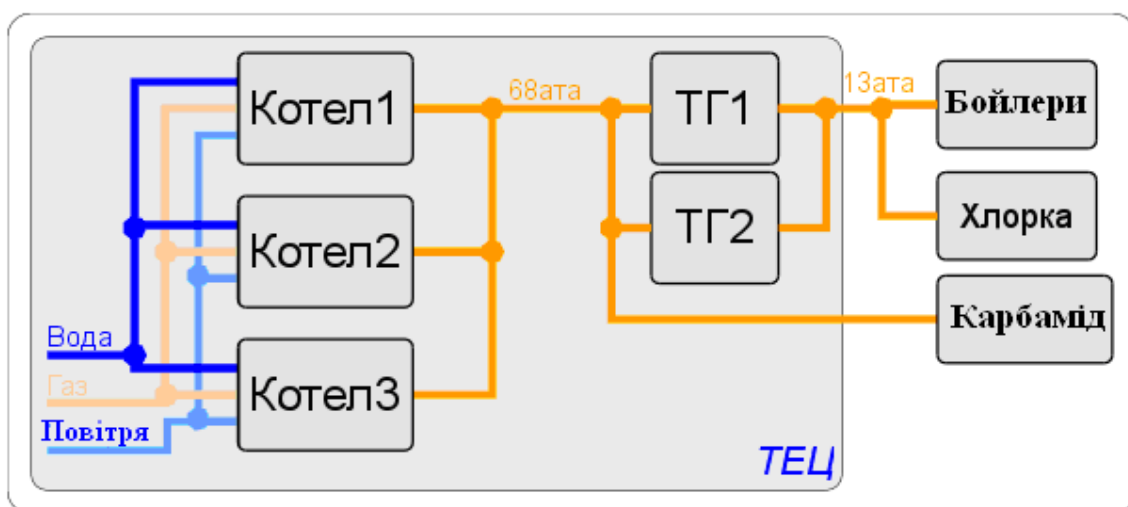 Котел1
68ата
ТГ1
13ата
Бойлери
Котел2
ТГ2
Хлорка
Карбамід
Вода
Газ
Котел3
Повітря
ТЕЦ